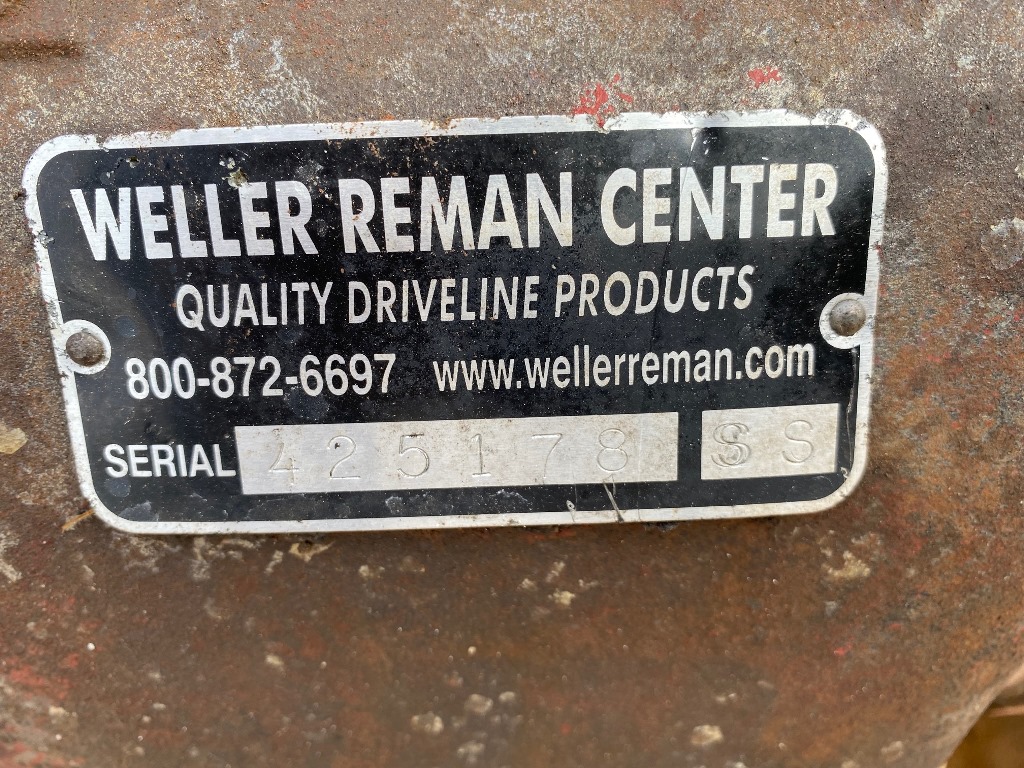 WELLER REMAN CENTER
QUALITY DRIVELINE PRODUCTS
800-872-6697 www.wellerreman.com
SERIAL 425178 SS